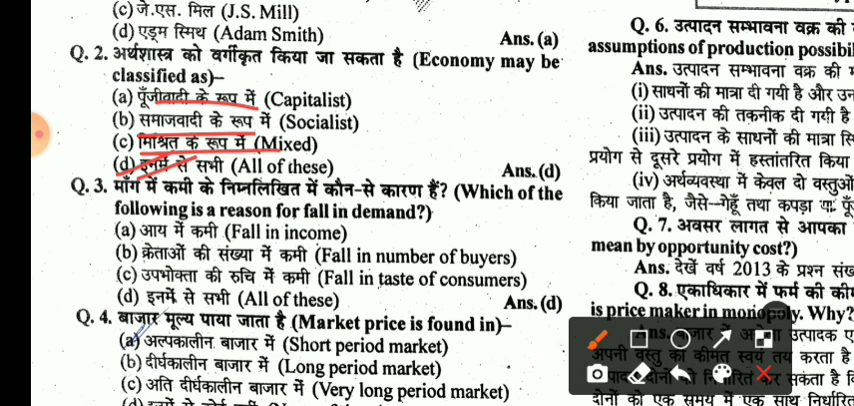 (c) जे.एस. मिल (J.S. Mill)
(d) एडम स्मिथ (Adam Smith)
Ans. (a)
Q. 2. अर्थशास्त्र को वर्गीकृत किया जा सकता है (Economy may be
classified as)–
(a) पूँजीवादी के रूप में (Capitalist)
(b) समाजवादी के रूप में (Socialist)
(c) मिश्रित के रूप में (Mixed)
(d) इनमें से सभी (All of these)
Ans. (d)
Q. 3. माँग में कमी के निम्नलिखित में कौन-से कारण हैं? (Which of the
following is a reason for fall in demand?)
(a) आय में कमी (Fall in income)
(b) क्रेताओं की संख्या में कमी (Fall in number of buyers)
(c) उपभोक्ता की रुचि में कमी (Fall in taste of consumers)
(d) इनमें से सभी (All of these)
Ans. (d)
Q. 4. बाजार मूल्य पाया जाता है (Market price is found in)–
(a) अल्पकालीन बाजार में (Short period market)
(b) दीर्घकालीन बाजार में (Long period market)
(c) अति दीर्घकालीन बाजार में (Very long period market)
Q. 6. उत्पादन सम्भावना वक्र की
assumptions of production possibil
Ans. उत्पादन सम्भावना वक्र की
(i) साधनों की मात्रा दी गयी है और
(ii) उत्पादन की तकनीक दी गयी है
(iii) उत्पादन के साधनों की मात्रा
प्रयोग से दूसरे प्रयोग में हस्तांतरित किया
(iv) अर्थव्यवस्था में केवल दो वस्तुओं
किया जाता है, जैसे–गेहूँ तथा कपड़ा या
Q. 7. अवसर लागत से आपका
mean by opportunity cost?)
Ans. देखें वर्ष 2013 के प्रश्न
Q. 8. एकाधिकार में फर्म की
is price maker in monopoly. Why?
Ans. उत्पादक
अपनी वस्तु की कीमत स्वयं तय करता है
सकता है
दोनों को एक समय में एक साथ